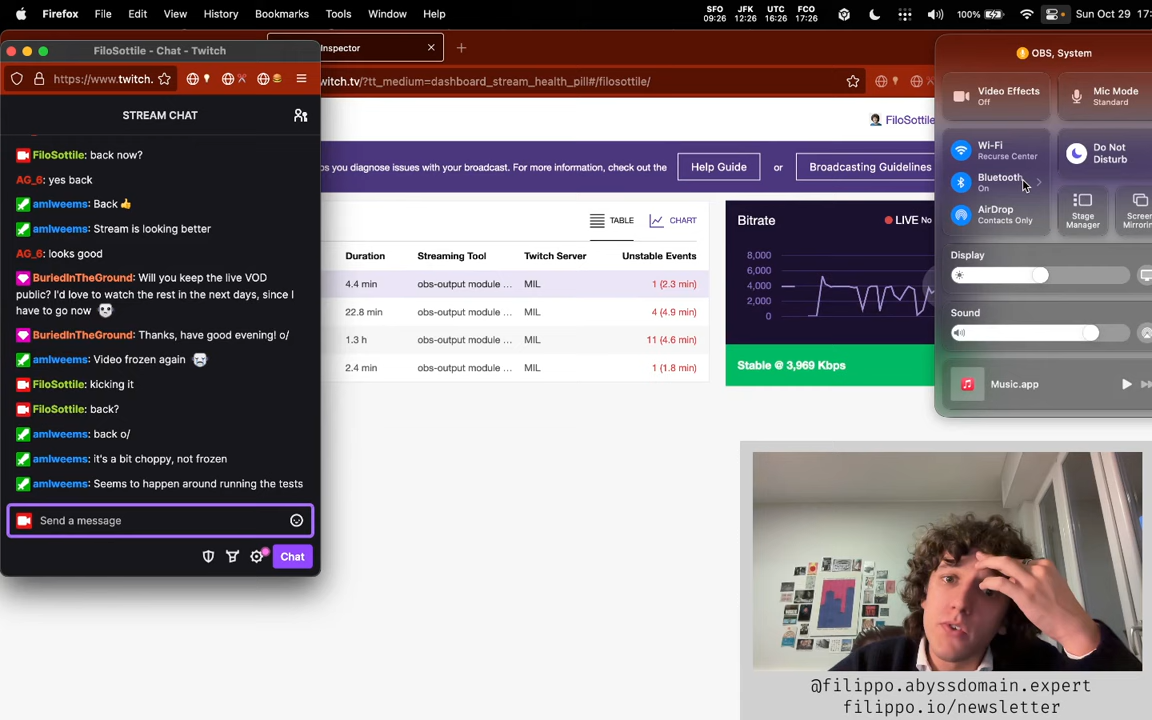 Firefox File Edit View History Bookmarks Tools Window Help
SFO 09:26 JFK 12:26 UTC 16:26 FCO 17:26 100% Sun Oct 29 17:
FiloSottile - Chat - Twitch
Inspector
https://www.twitch.
witch.tv/?tt_medium=dashboard_stream_health_pill#/filosottile/
STREAM CHAT
FiloSottile: back now?
AG_6: yes back
amlweems: Back
amlweems: Stream is looking better
AG_6: looks good
BuriedInTheGround: Will you keep the live VOD
public? I'd love to watch the rest in the next days, since I
have to go now
BuriedInTheGround: Thanks, have good evening! o/
amlweems: Video frozen again
FiloSottile: kicking it
FiloSottile: back?
amlweems: back o/
amlweems: it's a bit choppy, not frozen
amlweems: Seems to happen around running the tests
Send a message
Chat
FiloSottile
ps you diagnose issues with your broadcast. For more information, check out the
Help Guide
or
Broadcasting Guidelines
TABLE
CHART
Duration Streaming Tool Twitch Server Unstable Events
4.4 min obs-output module ... MIL 1 (2.3 min)
22.8 min obs-output module ... MIL 4 (4.9 min)
1.3 h obs-output module ... MIL 11 (4.6 min)
2.4 min obs-output module ... MIL 1 (1.8 min)
Bitrate
LIVE No
8,000
6,000
4,000
2,000
0
Stable @ 3,969 Kbps
OBS, System
Video Effects
Off
Mic Mode
Standard
Wi-Fi
Recurse Center
Bluetooth
On
AirDrop
Contacts Only
Do Not
Disturb
Stage
Manager
Screen
Mirrorin
Display
Sound
Music.app
@filippo.abyssdomain.expert
filippo.io/newsletter